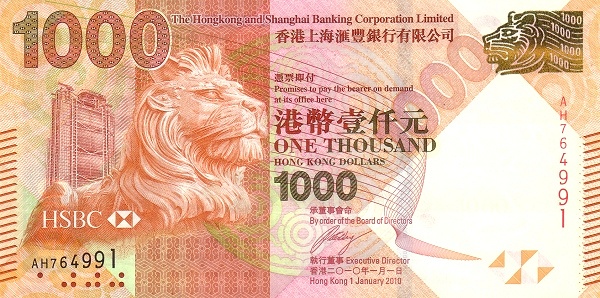 1000
The Hongkong and Shanghai Banking Corporation Limited
香港上海滙豐銀行有限公司
1000
1000
1000
1000
憑票即付
Promises to pay the bearer on demand
at its office here
港幣壹仟元
ONE THOUSAND
HONG KONG DOLLARS
1000
承董事會命
By order of the Board of Directors
執行董事 Executive Director
香港二〇一〇年一月一日
Hong Kong 1 January 2010
HSBC
AH764991
AH764991
1000